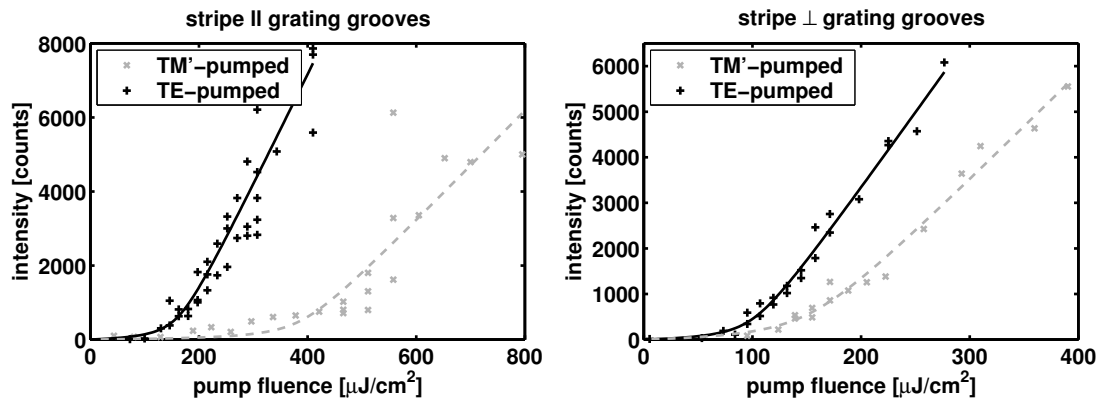 stripe || grating grooves
8000
6000
4000
2000
0
TM'-pumped
TE-pumped
intensity [counts]
0 200 400 600 800
pump fluence [μJ/cm²]
stripe ⊥ grating grooves
6000
5000
4000
3000
2000
1000
0
TM'-pumped
TE-pumped
intensity [counts]
0 100 200 300 400
pump fluence [μJ/cm²]